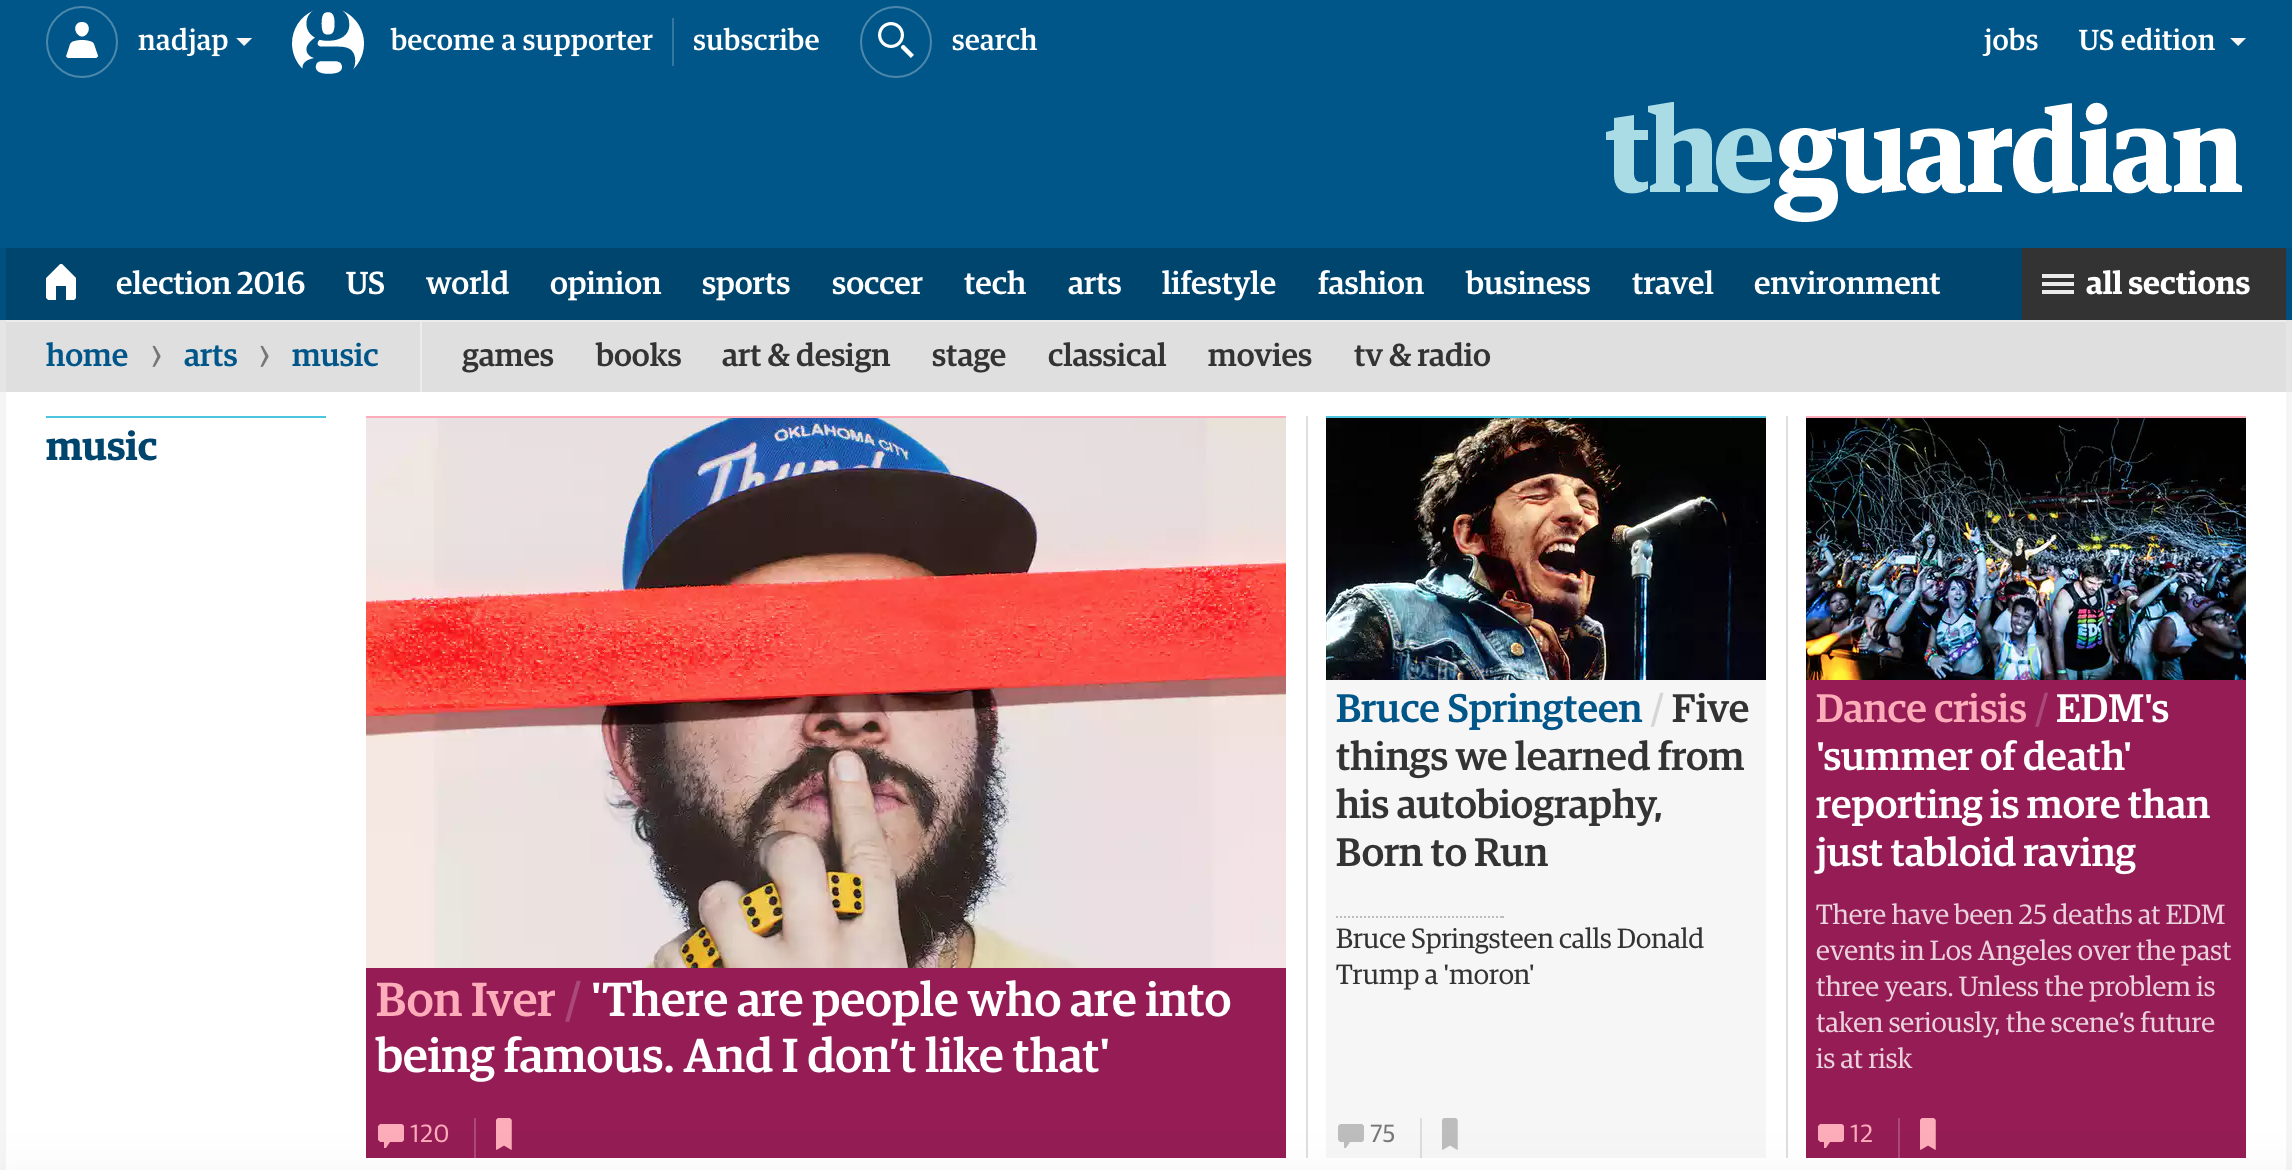 nadjap
become a supporter
subscribe
search
jobs
US edition
theguardian
election 2016 US world opinion sports soccer tech arts lifestyle fashion business travel environment all sections
home › arts › music games books art & design stage classical movies tv & radio
music
OKLAHOMA CITY
Bon Iver / 'There are people who are into
being famous. And I don’t like that'
120
Bruce Springteen / Five
things we learned from
his autobiography,
Born to Run
Bruce Springsteen calls Donald
Trump a 'moron'
75
Dance crisis / EDM's
'summer of death'
reporting is more than
just tabloid raving
There have been 25 deaths at EDM
events in Los Angeles over the past
three years. Unless the problem is
taken seriously, the scene’s future
is at risk
12